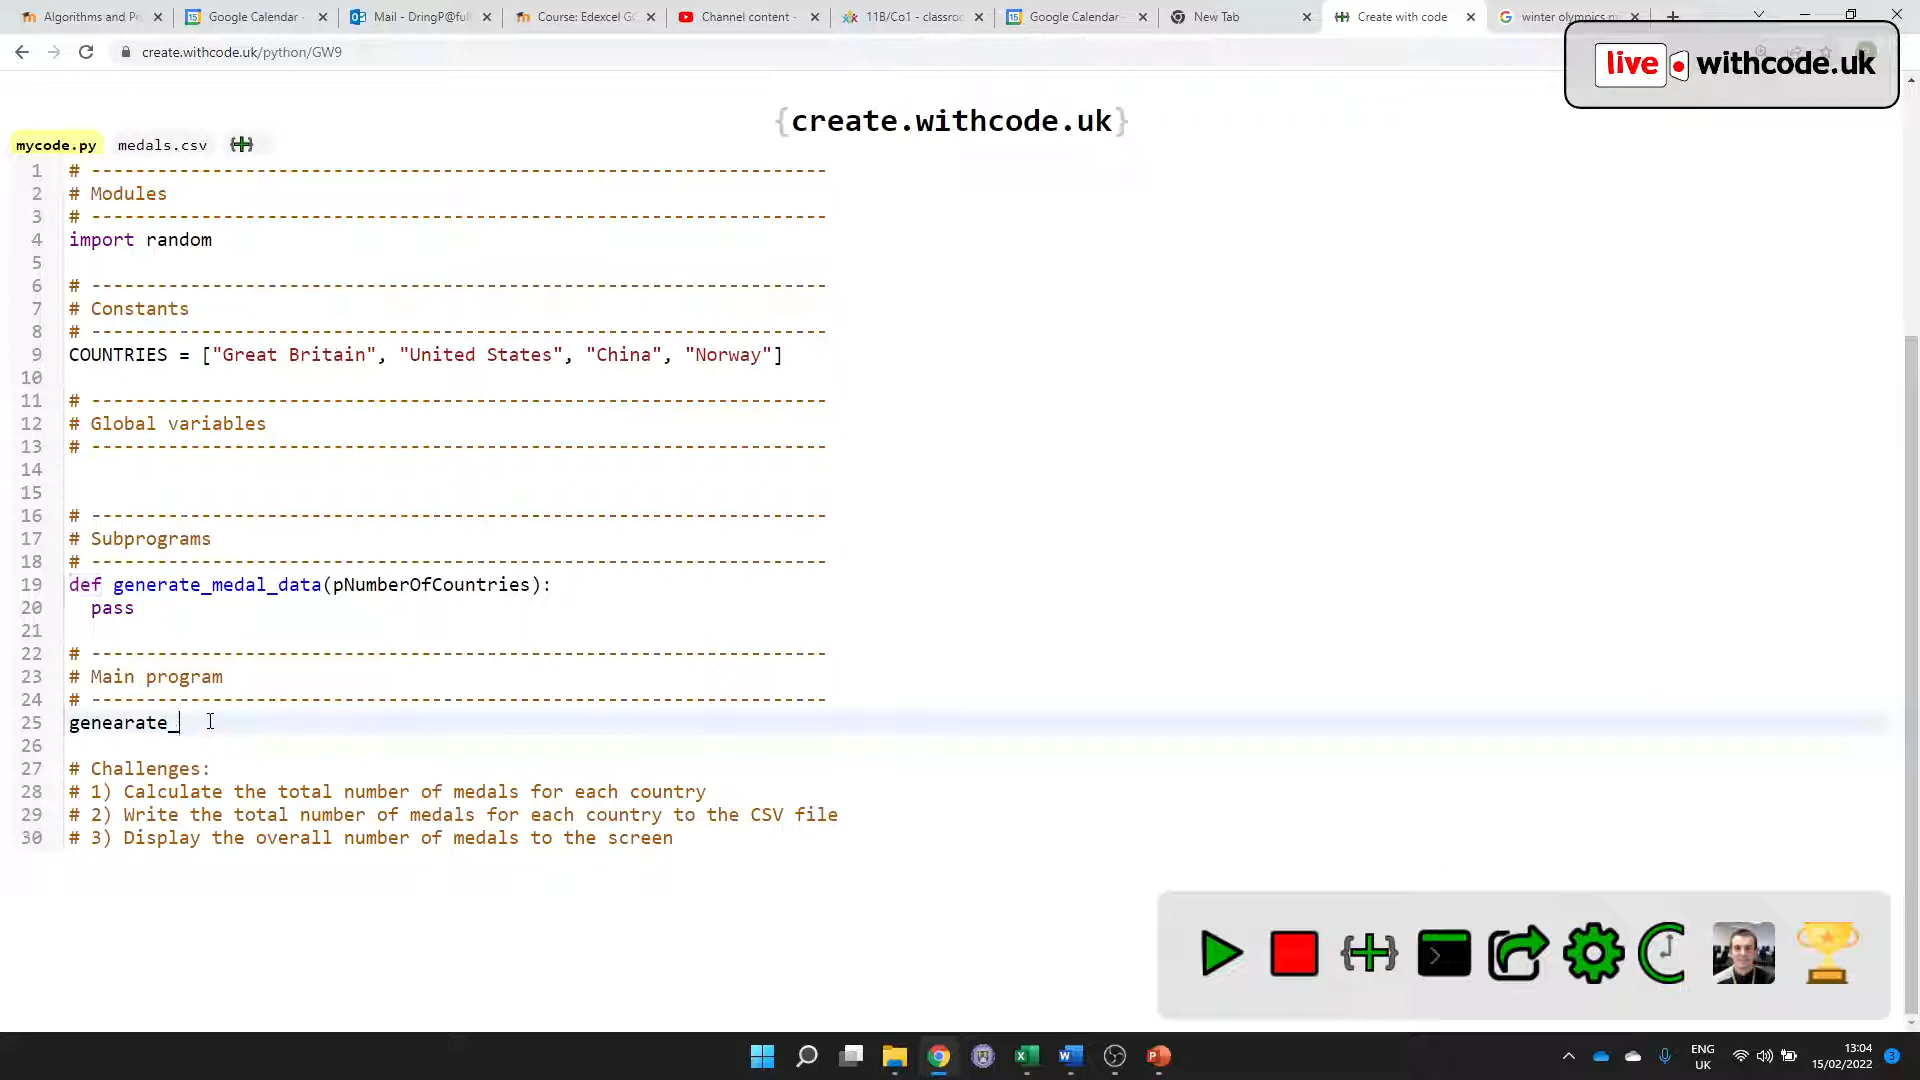 Algorithms and Pr
Google Calendar -
Mail - DringP@ful
Course: Edexcel GC
Channel content -
11B/Co1 - classroo
Google Calendar -
New Tab
Create with code
winter olympics m
create.withcode.uk/python/GW9
live withcode.uk
{create.withcode.uk}
mycode.py medals.csv {+}
1 # -------------------------------------------------------------------
2 # Modules
3 # -------------------------------------------------------------------
4 import random
5
6 # -------------------------------------------------------------------
7 # Constants
8 # -------------------------------------------------------------------
9 COUNTRIES = ["Great Britain", "United States", "China", "Norway"]
10
11 # -------------------------------------------------------------------
12 # Global variables
13 # -------------------------------------------------------------------
14
15
16 # -------------------------------------------------------------------
17 # Subprograms
18 # -------------------------------------------------------------------
19 def generate_medal_data(pNumberOfCountries):
20 pass
21
22 # -------------------------------------------------------------------
23 # Main program
24 # -------------------------------------------------------------------
25 genearate_
26
27 # Challenges:
28 # 1) Calculate the total number of medals for each country
29 # 2) Write the total number of medals for each country to the CSV file
30 # 3) Display the overall number of medals to the screen
ENG
UK
13:04
15/02/2022
3